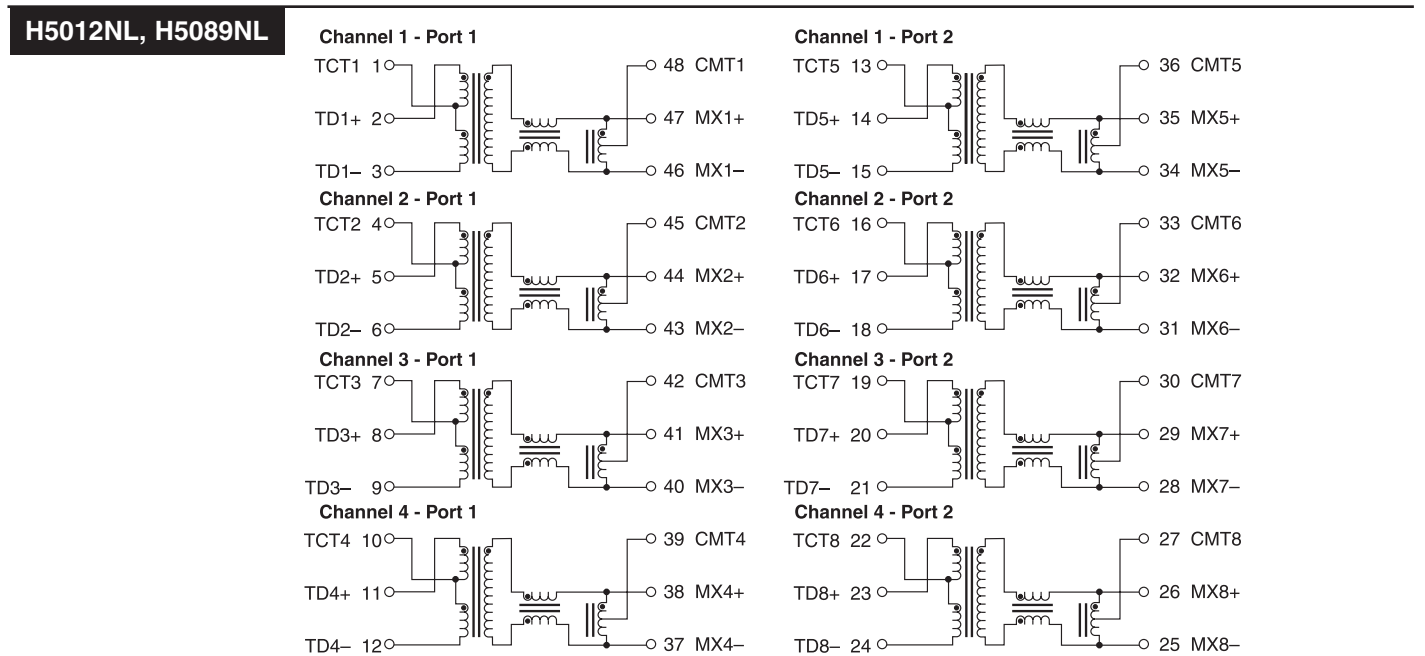 H5012NL, H5089NL
Channel 1 - Port 1
TCT1 1 48 CMT1
TD1+ 2 47 MX1+
TD1– 3 46 MX1–
Channel 2 - Port 1
TCT2 4 45 CMT2
TD2+ 5 44 MX2+
TD2– 6 43 MX2–
Channel 3 - Port 1
TCT3 7 42 CMT3
TD3+ 8 41 MX3+
TD3– 9 40 MX3–
Channel 4 - Port 1
TCT4 10 39 CMT4
TD4+ 11 38 MX4+
TD4– 12 37 MX4–
Channel 1 - Port 2
TCT5 13 36 CMT5
TD5+ 14 35 MX5+
TD5– 15 34 MX5–
Channel 2 - Port 2
TCT6 16 33 CMT6
TD6+ 17 32 MX6+
TD6– 18 31 MX6–
Channel 3 - Port 2
TCT7 19 30 CMT7
TD7+ 20 29 MX7+
TD7– 21 28 MX7–
Channel 4 - Port 2
TCT8 22 27 CMT8
TD8+ 23 26 MX8+
TD8– 24 25 MX8–